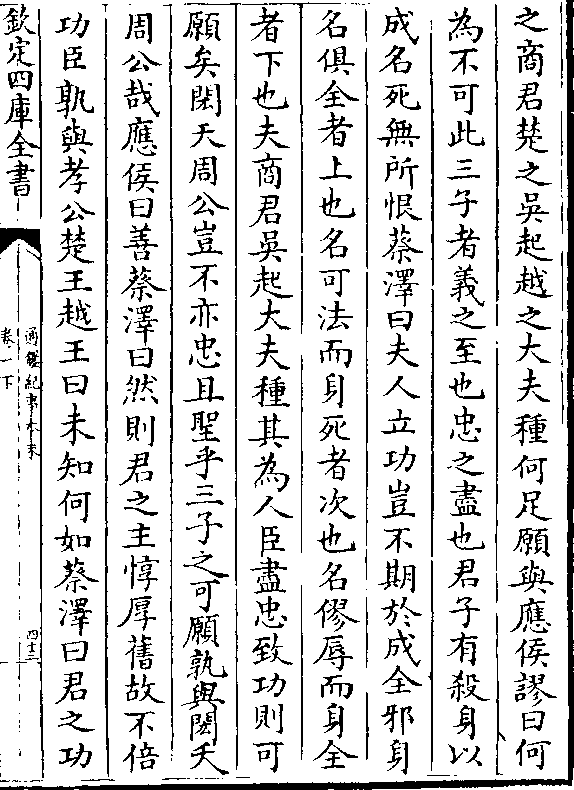 之商君楚之吳起越之大夫種何足願與應侯謬曰何
為不可此三子者義之至也忠之盡也君子有殺身以
成名死無所恨蔡澤曰夫人立功豈不期於成全邪身
名俱全者上也名可法而身死者次也名僇辱而身全
者下也夫商君吳起大夫種其為人臣盡忠致功則可
願矣閎夭周公豈不亦忠且聖乎三子之可願孰與閎夭
周公哉應侯曰善蔡澤曰然則君之主惇厚舊故不倍
功臣孰與孝公楚王越王曰未知何如蔡澤曰君之功
欽定四庫全書
通鑑紀事本末
卷一下
四十三